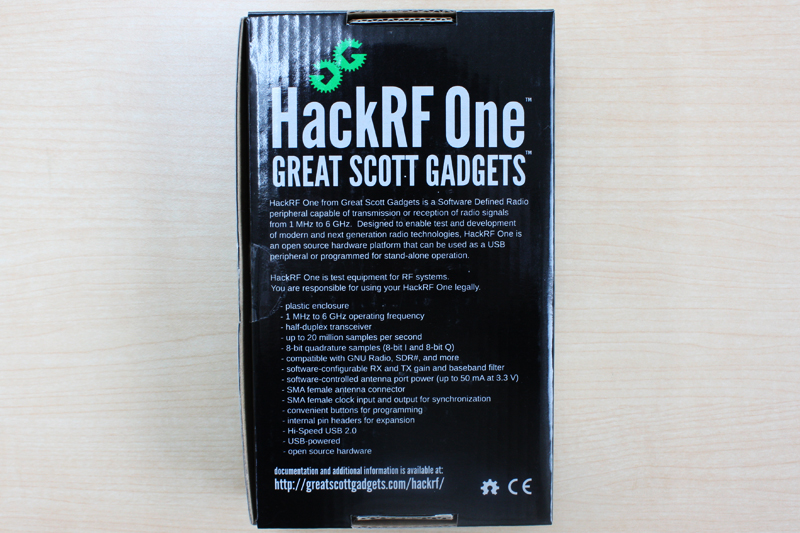 HackRF One™
GREAT SCOTT GADGETS™
HackRF One from Great Scott Gadgets is a Software Defined Radio
peripheral capable of transmission or reception of radio signals
from 1 MHz to 6 GHz. Designed to enable test and development
of modern and next generation radio technologies, HackRF One is
an open source hardware platform that can be used as a USB
peripheral or programmed for stand-alone operation.
HackRF One is test equipment for RF systems.
You are responsible for using your HackRF One legally.
- plastic enclosure
- 1 MHz to 6 GHz operating frequency
- half-duplex transceiver
- up to 20 million samples per second
- 8-bit quadrature samples (8-bit I and 8-bit Q)
- compatible with GNU Radio, SDR#, and more
- software-configurable RX and TX gain and baseband filter
- software-controlled antenna port power (up to 50 mA at 3.3 V)
- SMA female antenna connector
- SMA female clock input and output for synchronization
- convenient buttons for programming
- internal pin headers for expansion
- Hi-Speed USB 2.0
- USB-powered
- open source hardware
documentation and additional information is available at:
http://greatscottgadgets.com/hackrf/
CE